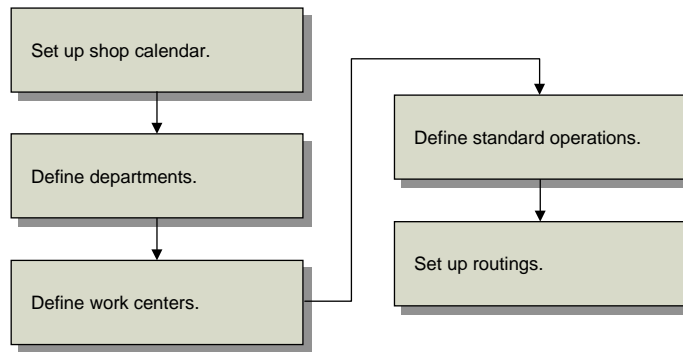 Set up shop calendar.
Define departments.
Define work centers.
Define standard operations.
Set up routings.